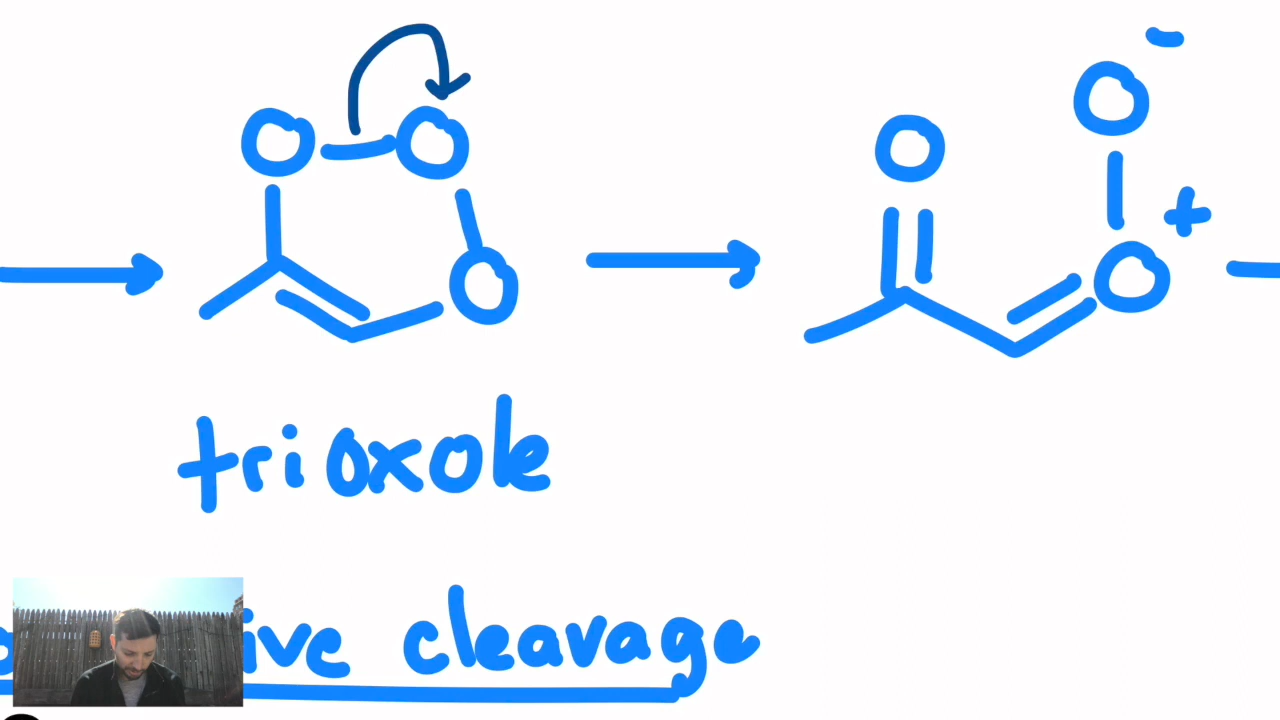 O O O -
O O +
O
trioxole
ive cleavage